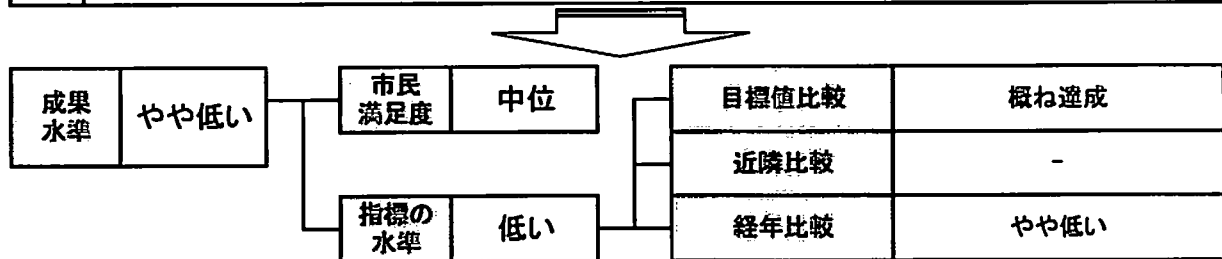 成果
水準
やや低い
市民
満足度
中位
指標の
水準
低い
目標値比較
概ね達成
近隣比較
-
経年比較
やや低い